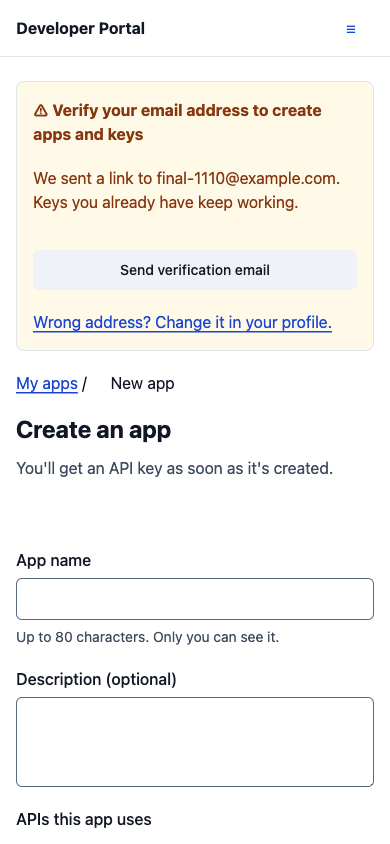 Developer Portal
⚠ Verify your email address to create
apps and keys
We sent a link to final-1110@example.com.
Keys you already have keep working.
Send verification email
Wrong address? Change it in your profile.
My apps / New app
Create an app
You'll get an API key as soon as it's created.
App name
Up to 80 characters. Only you can see it.
Description (optional)
APIs this app uses